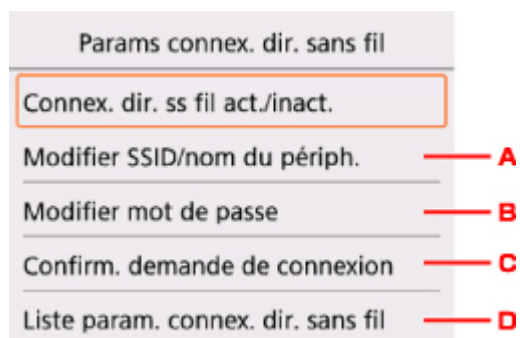 Params connex. dir. sans fil
Connex. dir. ss fil act./inact.
Modifier SSID/nom du périph. A
Modifier mot de passe B
Confirm. demande de connexion C
Liste param. connex. dir. sans fil D